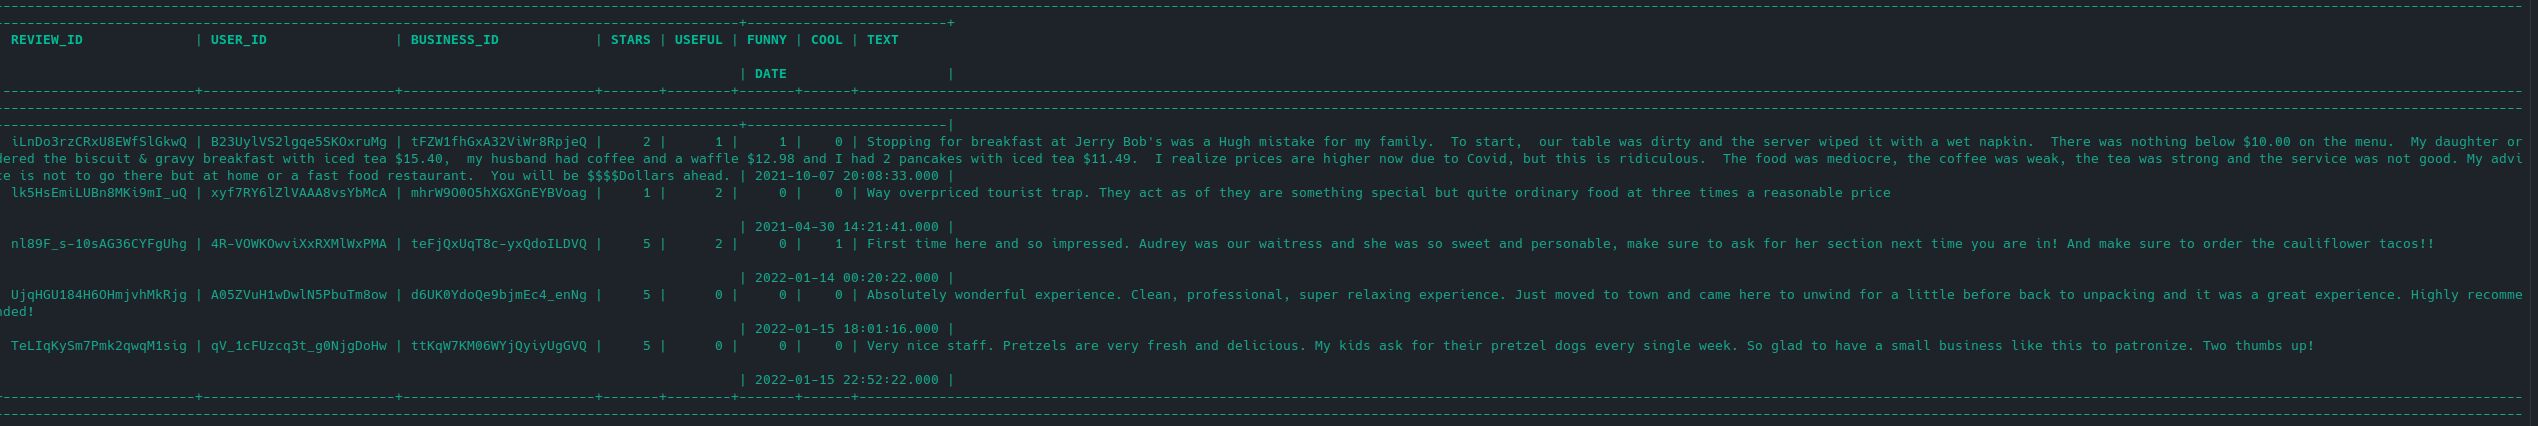 REVIEW_ID | USER_ID | BUSINESS_ID | STARS | USEFUL | FUNNY | COOL | TEXT
| DATE |
iLnDo3rzCRxU8EWfSlGkwQ | B23UylVS2lgqe5SKOxruMg | tFZW1fhGxA32ViWr8RpjeQ | 2 | 1 | 1 | 0 | Stopping for breakfast at Jerry Bob's was a Hugh mistake for my family.  To start,  our table was dirty and the server wiped it with a wet napkin.  There was nothing below $10.00 on the menu.  My daughter or
dered the biscuit & gravy breakfast with iced tea $15.40,  my husband had coffee and a waffle $12.98 and I had 2 pancakes with iced tea $11.49.  I realize prices are higher now due to Covid, but this is ridiculous.  The food was mediocre, the coffee was weak, the tea was strong and the service was not good. My advi
ce is not to go there but at home or a fast food restaurant.  You will be $$$$Dollars ahead. | 2021-10-07 20:08:33.000 |
lk5HsEmiLUBn8MKi9mI_uQ | xyf7RY6lZlVAAA8vsYbMcA | mhrW9O0O5hXGXGnEYBVoag | 1 | 2 | 0 | 0 | Way overpriced tourist trap. They act as of they are something special but quite ordinary food at three times a reasonable price
| 2021-04-30 14:21:41.000 |
nl89F_s-10sAG36CYFgUhg | 4R-VOWKOwviXxRXMlWxPMA | teFjQxUqT8c-yxQdoILDVQ | 5 | 2 | 0 | 1 | First time here and so impressed. Audrey was our waitress and she was so sweet and personable, make sure to ask for her section next time you are in! And make sure to order the cauliflower tacos!!
| 2022-01-14 00:20:22.000 |
UjqHGU184H6OHmjvhMkRjg | A05ZVuH1wDwlN5PbuTm8ow | d6UK0YdoQe9bjmEc4_enNg | 5 | 0 | 0 | 0 | Absolutely wonderful experience. Clean, professional, super relaxing experience. Just moved to town and came here to unwind for a little before back to unpacking and it was a great experience. Highly recomme
nded!
| 2022-01-15 18:01:16.000 |
TeLIqKySm7Pmk2qwqM1sig | qV_1cFUzcq3t_g0NjgDoHw | ttKqW7KM06WYjQyiyUgGVQ | 5 | 0 | 0 | 0 | Very nice staff. Pretzels are very fresh and delicious. My kids ask for their pretzel dogs every single week. So glad to have a small business like this to patronize. Two thumbs up!
| 2022-01-15 22:52:22.000 |